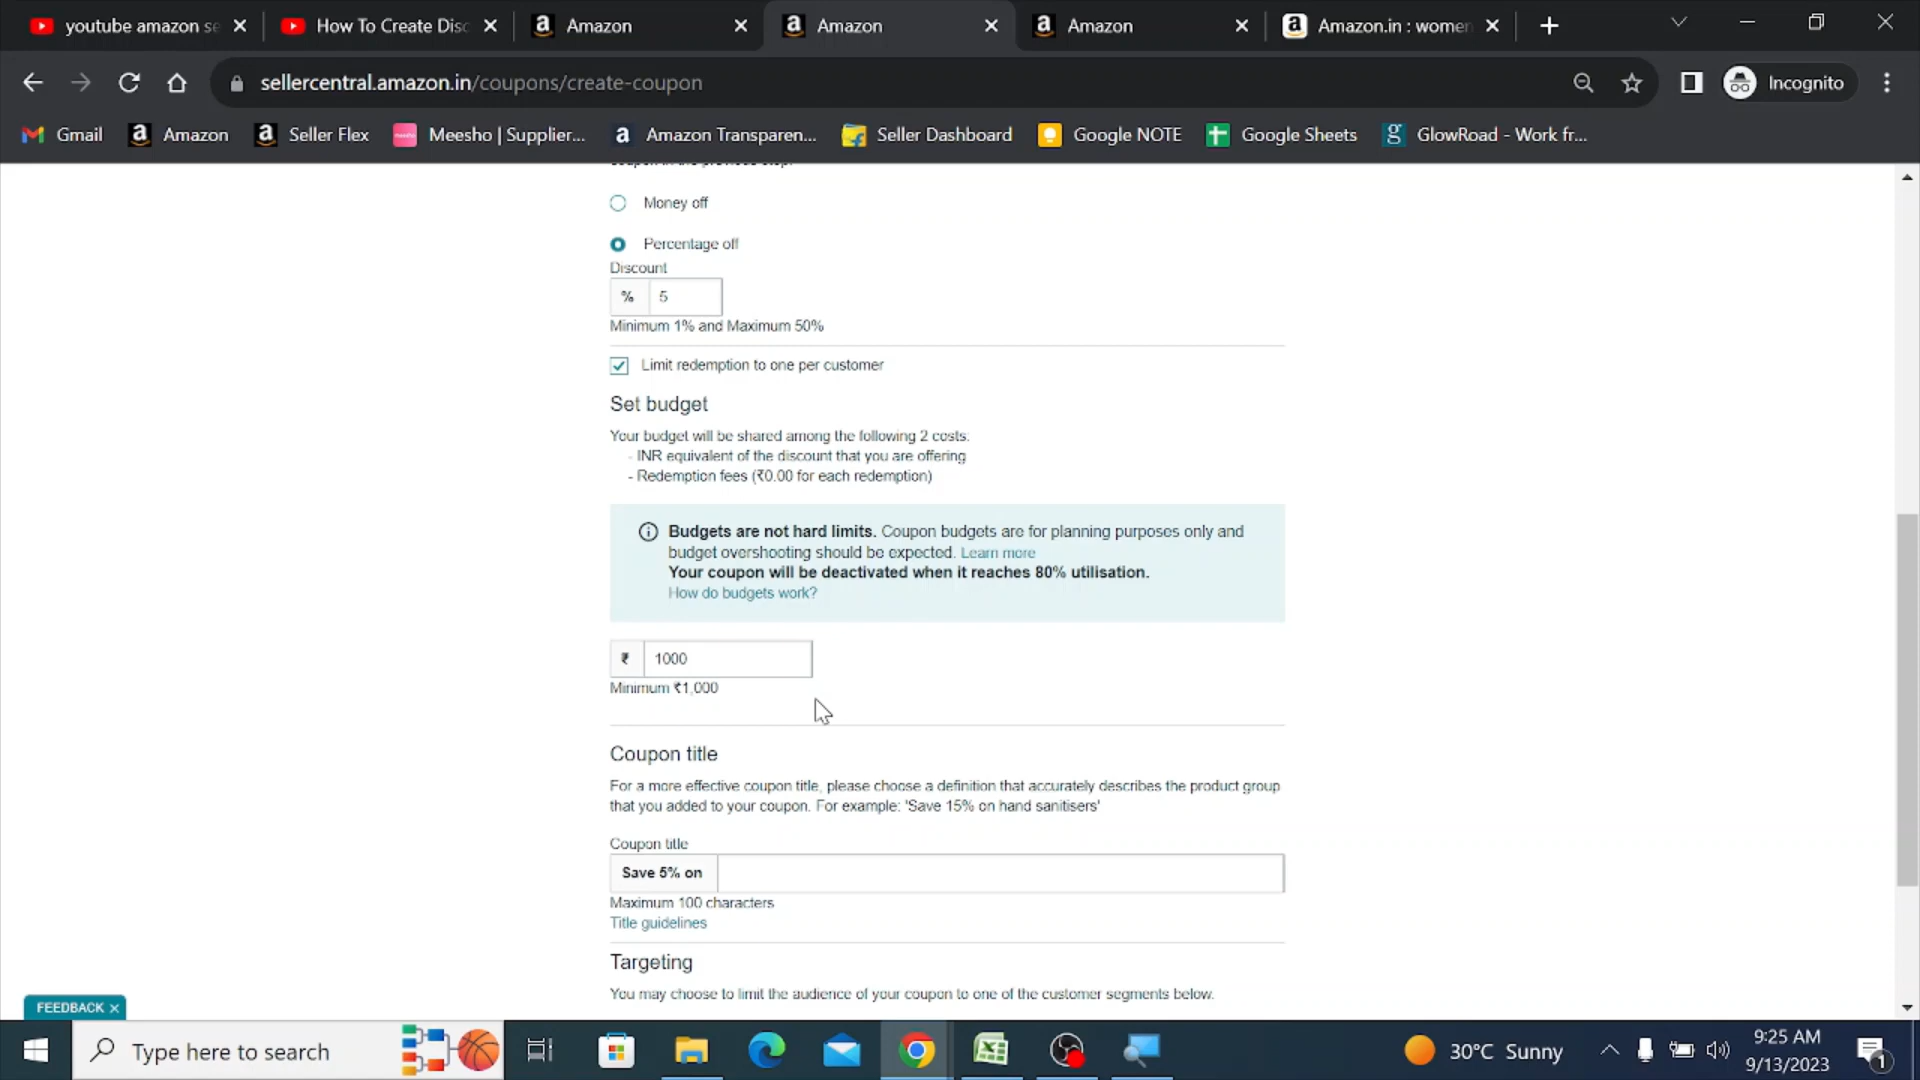 youtube amazon se
How To Create Disc
Amazon
Amazon
Amazon
Amazon.in : women
sellercentral.amazon.in/coupons/create-coupon
Incognito
Gmail
Amazon
Seller Flex
Meesho | Supplier...
Amazon Transparen...
Seller Dashboard
Google NOTE
Google Sheets
GlowRoad - Work fr...
coupon in the previous step.
Money off
Percentage off
Discount
% 5
Minimum 1% and Maximum 50%
Limit redemption to one per customer
Set budget
Your budget will be shared among the following 2 costs:
- INR equivalent of the discount that you are offering
- Redemption fees (₹0.00 for each redemption)
Budgets are not hard limits. Coupon budgets are for planning purposes only and
budget overshooting should be expected. Learn more
Your coupon will be deactivated when it reaches 80% utilisation.
How do budgets work?
₹ 1000
Minimum ₹1,000
Coupon title
For a more effective coupon title, please choose a definition that accurately describes the product group
that you added to your coupon. For example: 'Save 15% on hand sanitisers'
Coupon title
Save 5% on
Maximum 100 characters
Title guidelines
Targeting
You may choose to limit the audience of your coupon to one of the customer segments below.
FEEDBACK
Type here to search
30°C Sunny
9:25 AM
9/13/2023
1